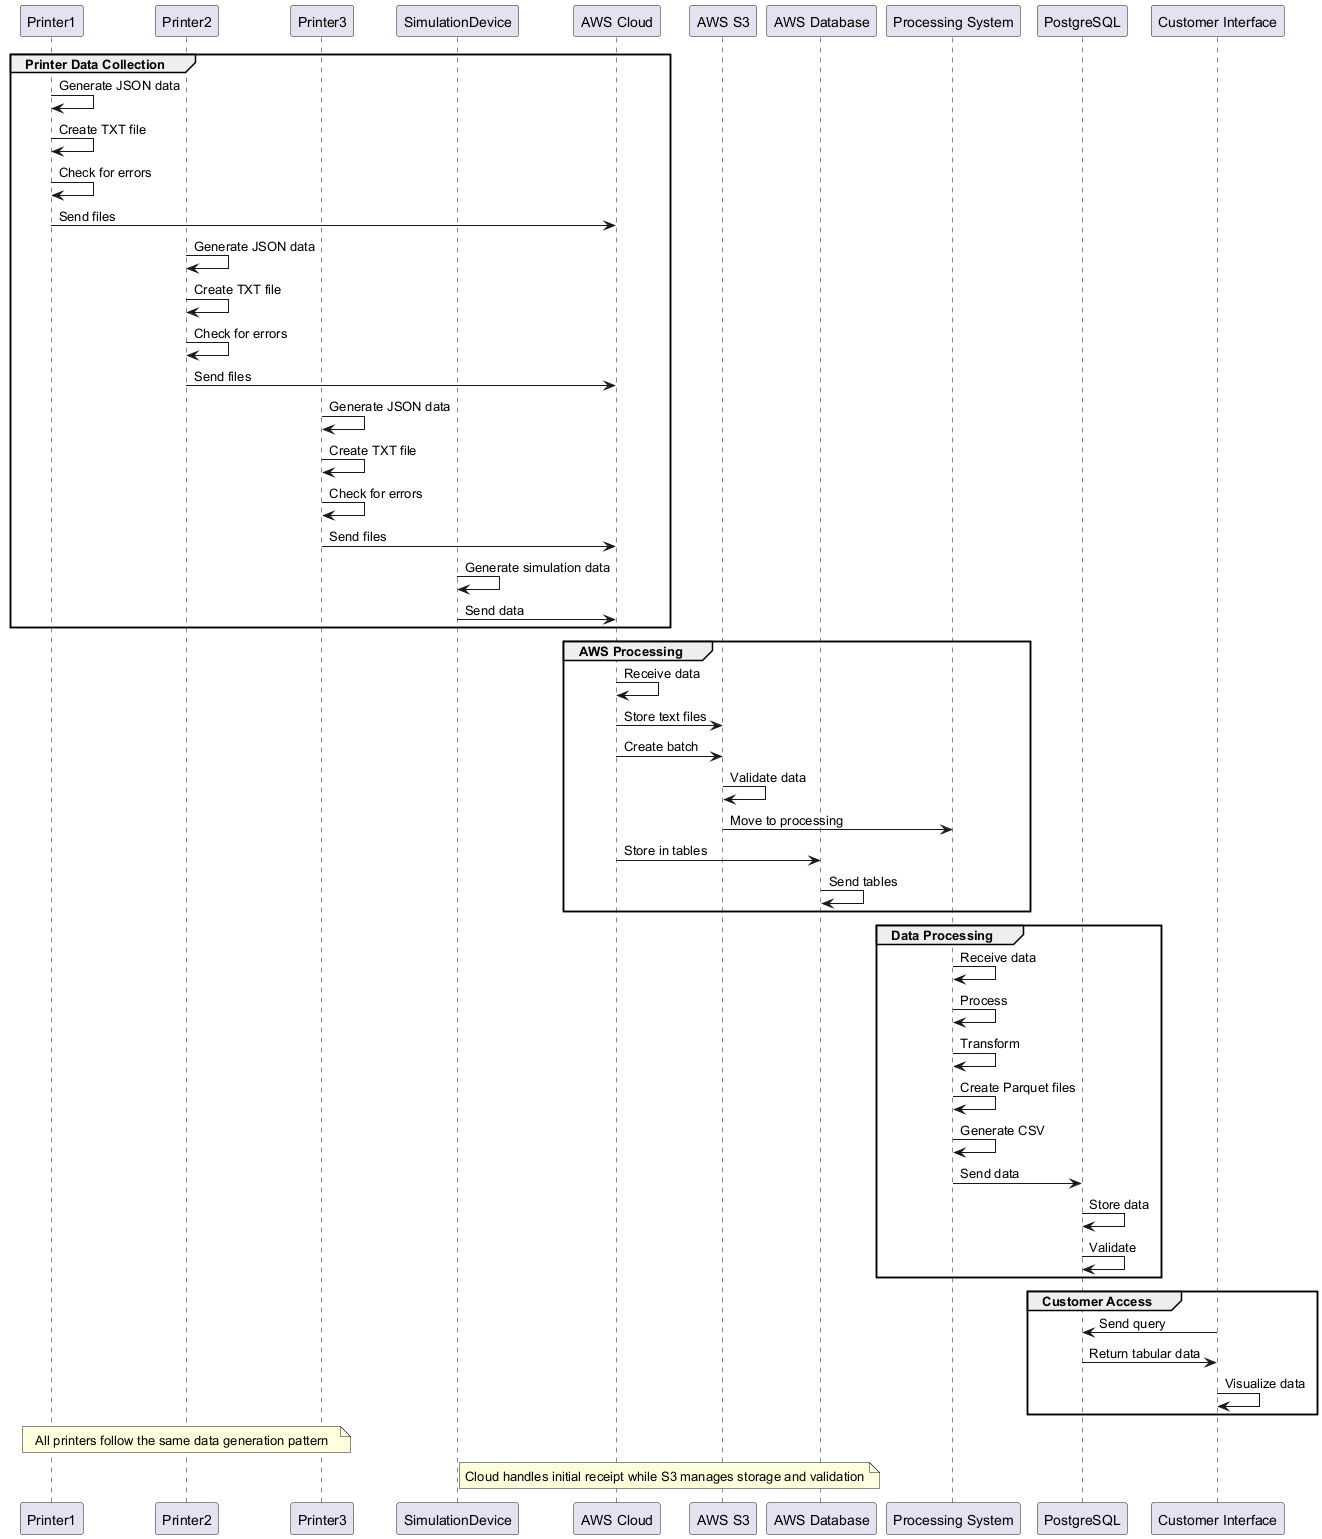 Printer1
Printer2
Printer3
SimulationDevice
AWS Cloud
AWS S3
AWS Database
Processing System
PostgreSQL
Customer Interface
Printer Data Collection
Generate JSON data
Create TXT file
Check for errors
Send files
Generate JSON data
Create TXT file
Check for errors
Send files
Generate JSON data
Create TXT file
Check for errors
Send files
Generate simulation data
Send data
AWS Processing
Receive data
Store text files
Create batch
Validate data
Move to processing
Store in tables
Send tables
Data Processing
Receive data
Process
Transform
Create Parquet files
Generate CSV
Send data
Store data
Validate
Customer Access
Send query
Return tabular data
Visualize data
All printers follow the same data generation pattern
Cloud handles initial receipt while S3 manages storage and validation
Printer1
Printer2
Printer3
SimulationDevice
AWS Cloud
AWS S3
AWS Database
Processing System
PostgreSQL
Customer Interface